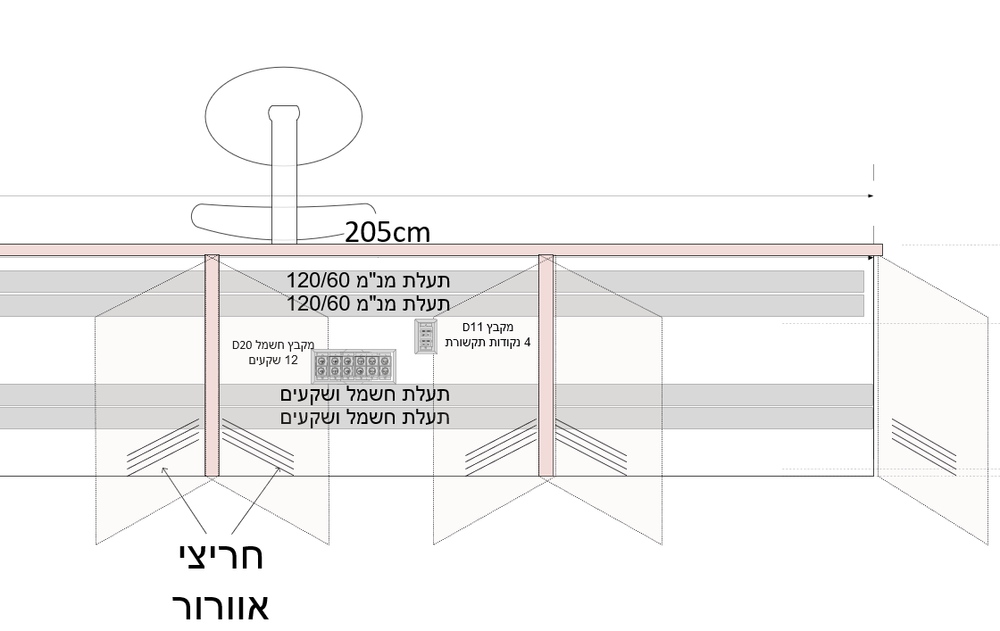 205cm
תעלת מנ"מ 120/60
תעלת מנ"מ 120/60
מקבץ D11
4 נקודות תקשורת
מקבץ חשמל D20
12 שקעים
תעלת חשמל ושקעים
תעלת חשמל ושקעים
חריצי
אוורור